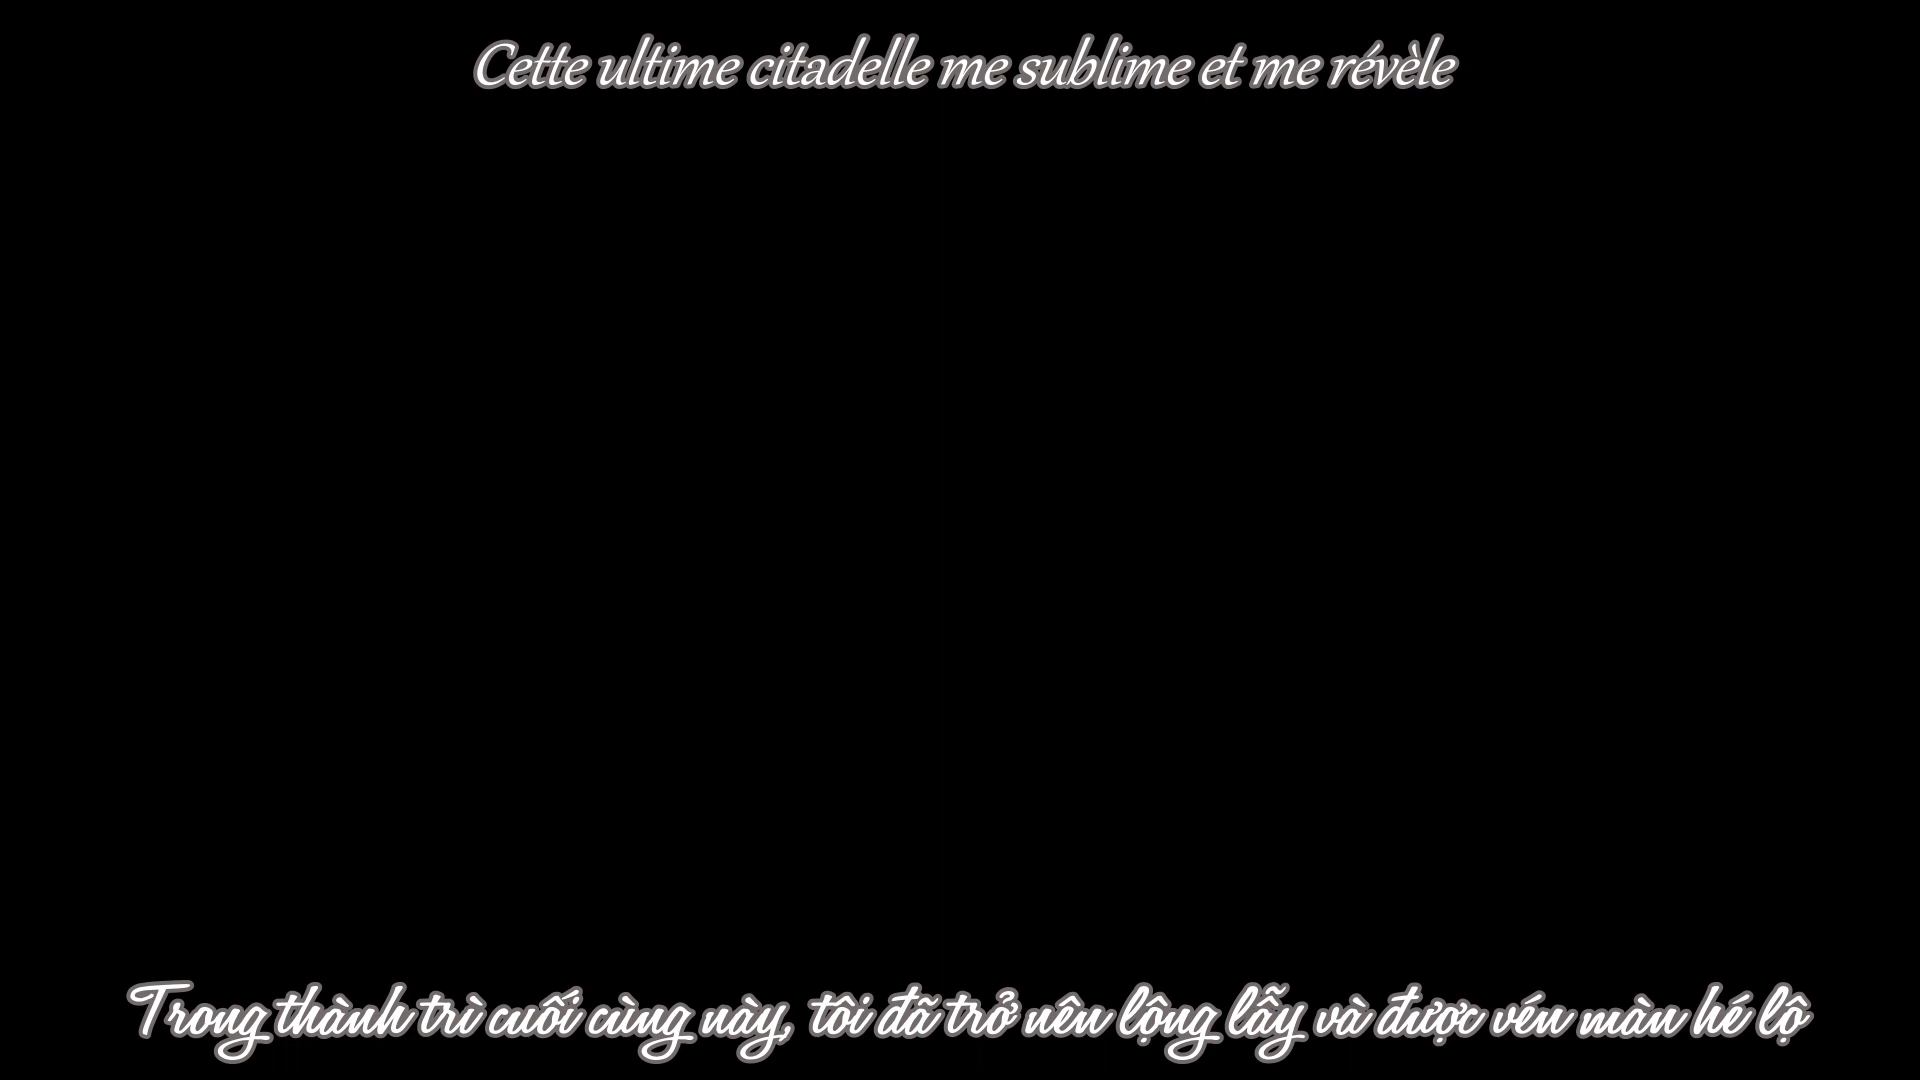 Cette ultime citadelle me sublime et me révèle
Trong thành trì cuối cùng này, tôi đã trở nên lộng lẫy và được vén màn hé lộ